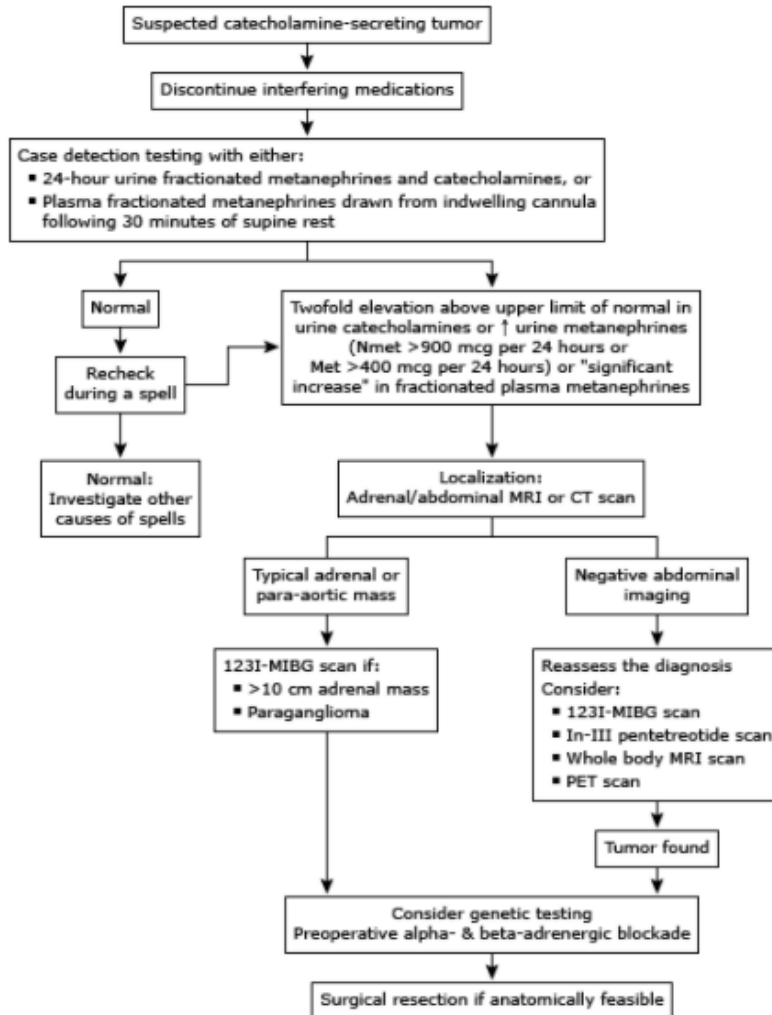 Suspected catecholamine-secreting tumor
Discontinue interfering medications
Case detection testing with either:
▪ 24-hour urine fractionated metanephrines and catecholamines, or
▪ Plasma fractionated metanephrines drawn from indwelling cannula
following 30 minutes of supine rest
Normal
Recheck
during a spell
Normal:
Investigate other
causes of spells
Twofold elevation above upper limit of normal in
urine catecholamines or ↑ urine metanephrines
(Nmet >900 mcg per 24 hours or
Met >400 mcg per 24 hours) or "significant
increase" in fractionated plasma metanephrines
Localization:
Adrenal/abdominal MRI or CT scan
Typical adrenal or
para-aortic mass
123I-MIBG scan if:
▪ >10 cm adrenal mass
▪ Paraganglioma
Negative abdominal
imaging
Reassess the diagnosis
Consider:
▪ 123I-MIBG scan
▪ In-III pentetreotide scan
▪ Whole body MRI scan
▪ PET scan
Tumor found
Consider genetic testing
Preoperative alpha- & beta-adrenergic blockade
Surgical resection if anatomically feasible